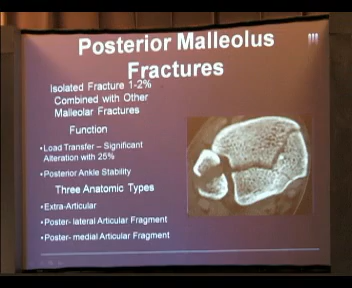 Posterior Malleolus
Fractures
Isolated Fracture 1-2%
Combined with Other
Malleolar Fractures
Function
•Load Transfer – Significant
Alteration with 25%
•Posterior Ankle Stability
Three Anatomic Types
•Extra-Articular
•Poster- lateral Articular Fragment
•Poster- medial Articular Fragment